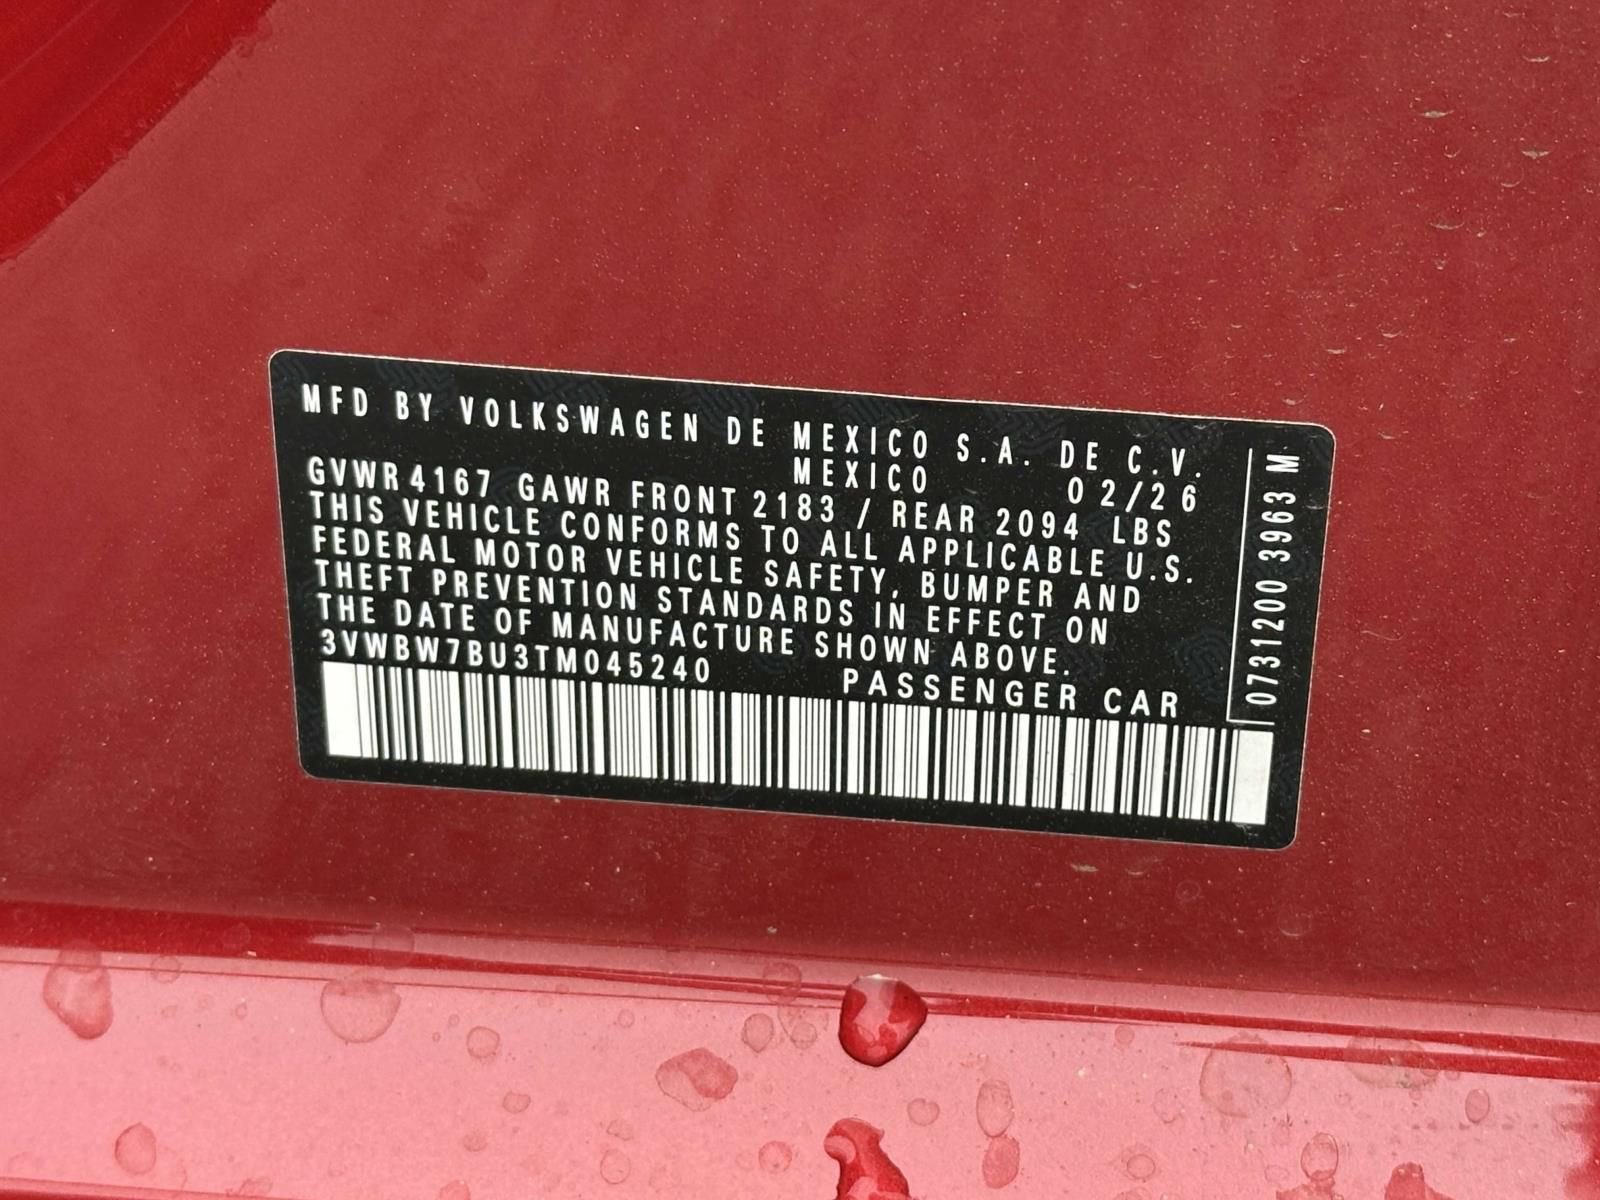 MFD BY VOLKSWAGEN DE MEXICO S.A. DE C.V.
MEXICO 02/26
GVWR 4167 GAWR FRONT 2183 / REAR 2094 LBS
THIS VEHICLE CONFORMS TO ALL APPLICABLE U.S.
FEDERAL MOTOR VEHICLE SAFETY, BUMPER AND
THEFT PREVENTION STANDARDS IN EFFECT ON
THE DATE OF MANUFACTURE SHOWN ABOVE.
3VWBW7BU3TM045240 PASSENGER CAR
0731200 3963 M